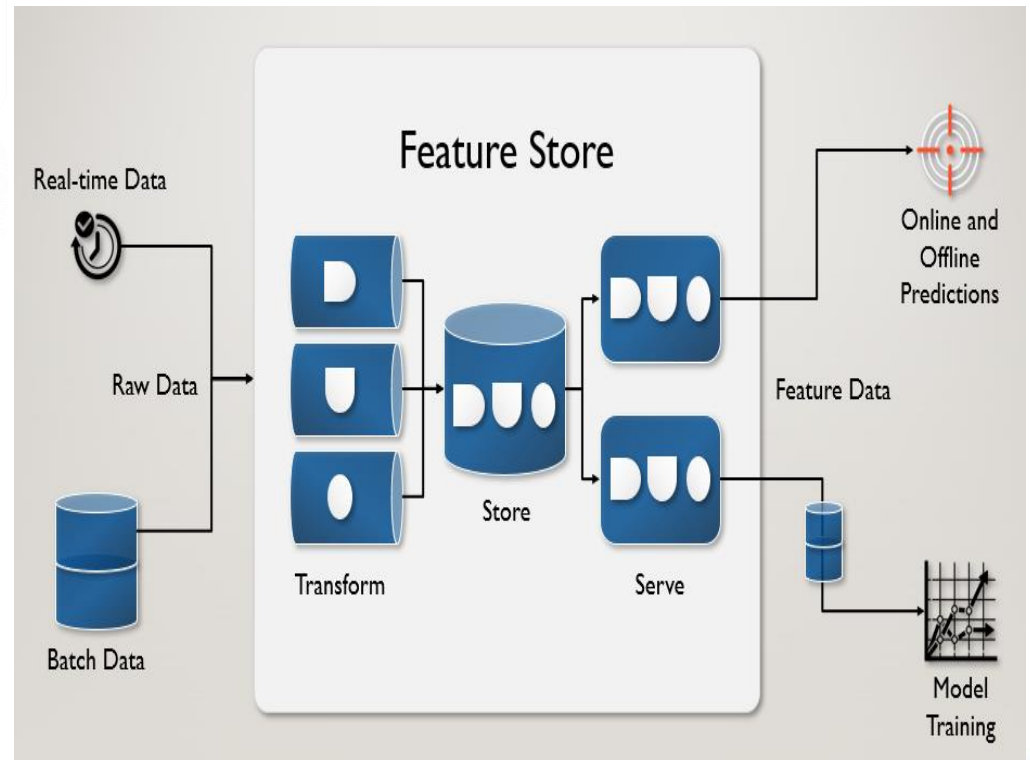 Feature Store
Real-time Data
Raw Data
Batch Data
Transform
Store
Serve
Feature Data
Online and
Offline
Predictions
Model
Training